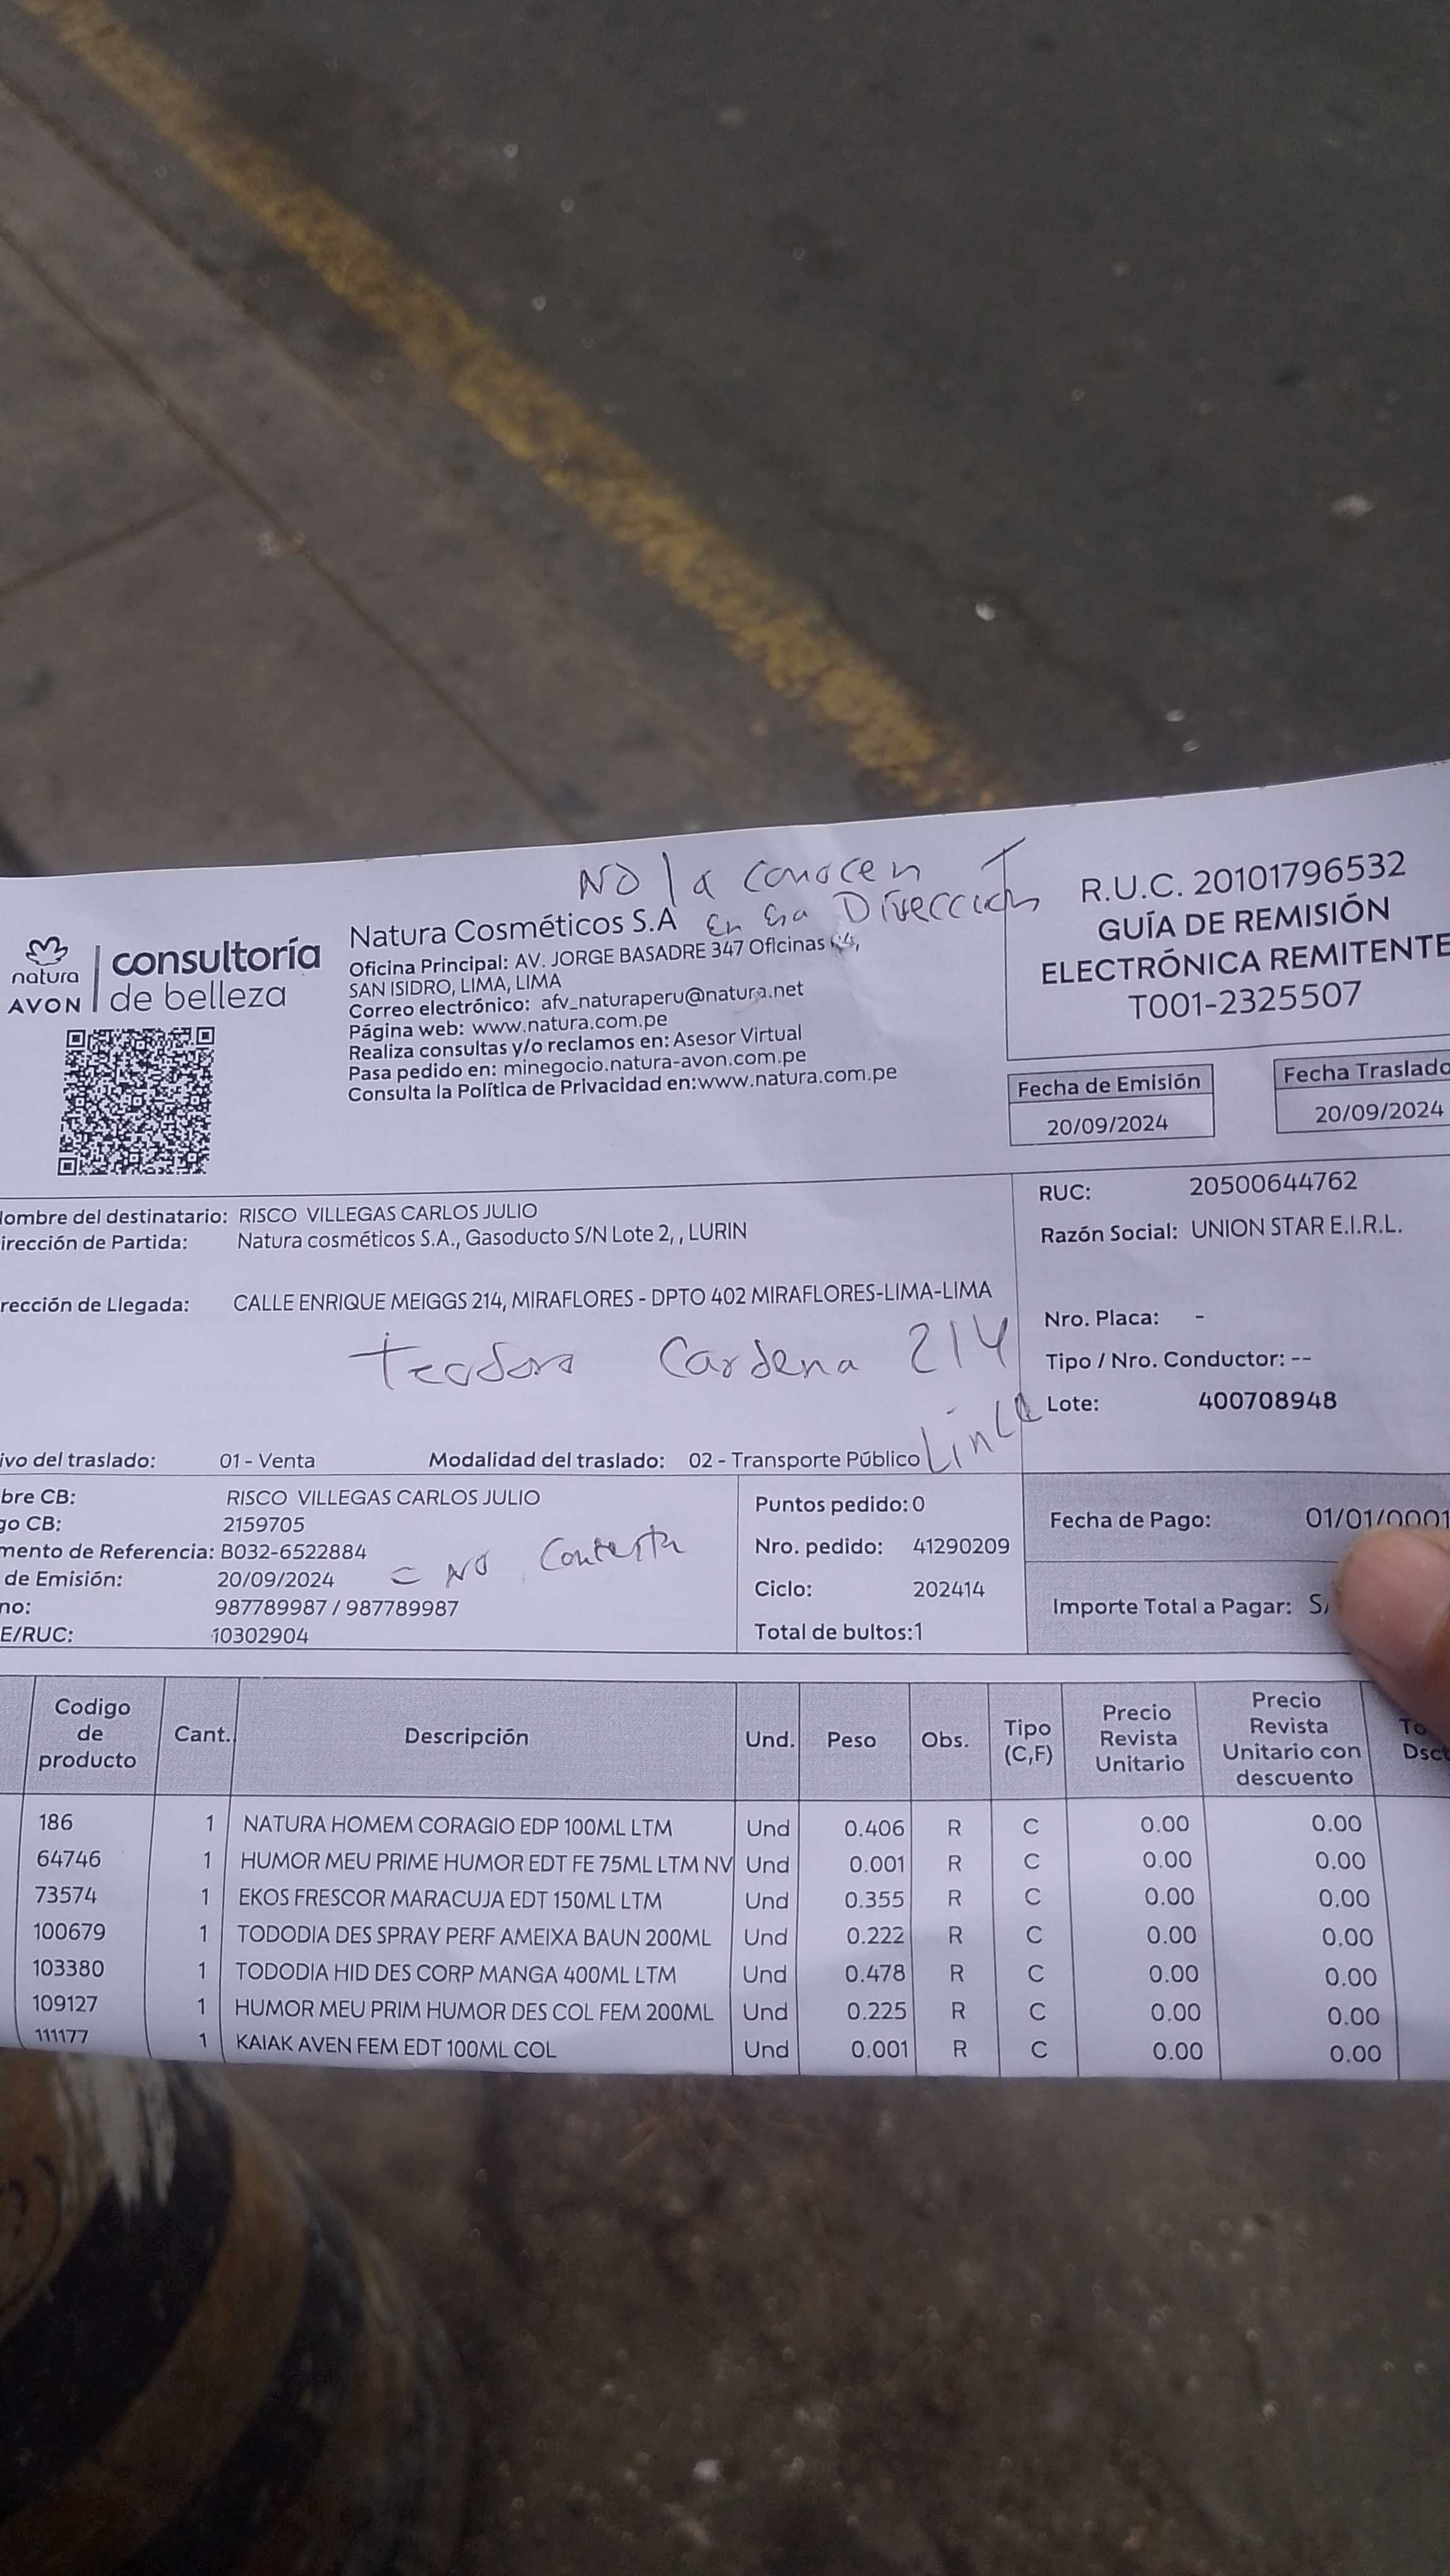 NO la conocen
en esa Direccion
natura
AVON
consultoría
de belleza
Natura Cosméticos S.A
Oficina Principal: AV. JORGE BASADRE 347 Oficinas
SAN ISIDRO, LIMA, LIMA
Correo electrónico: afv_naturaperu@natura.net
Página web: www.natura.com.pe
Realiza consultas y/o reclamos en: Asesor Virtual
Pasa pedido en: minegocio.natura-avon.com.pe
Consulta la Política de Privacidad en:www.natura.com.pe
R.U.C. 20101796532
GUÍA DE REMISIÓN
ELECTRÓNICA REMITENTE
T001-2325507
Fecha de Emisión Fecha Traslado
20/09/2024 20/09/2024
ombre del destinatario: RISCO VILLEGAS CARLOS JULIO
irección de Partida: Natura cosméticos S.A., Gasoducto S/N Lote 2, , LURIN
rección de Llegada: CALLE ENRIQUE MEIGGS 214, MIRAFLORES - DPTO 402 MIRAFLORES-LIMA-LIMA
Teodoro Cardena 214
Lince
ivo del traslado: 01 - Venta Modalidad del traslado: 02 - Transporte Público
RUC: 20500644762
Razón Social: UNION STAR E.I.R.L.
Nro. Placa: -
Tipo / Nro. Conductor: --
Lote: 400708948
bre CB: RISCO VILLEGAS CARLOS JULIO
go CB: 2159705
mento de Referencia: B032-6522884
de Emisión: 20/09/2024
= NO Contesta
no: 987789987 / 987789987
E/RUC: 10302904
Puntos pedido: 0
Nro. pedido: 41290209
Ciclo: 202414
Total de bultos:1
Fecha de Pago: 01/01/0001
Importe Total a Pagar: S/
Codigo de producto Cant. Descripción Und. Peso Obs. Tipo (C,F) Precio Revista Unitario Precio Revista Unitario con descuento To Dsct
186 1 NATURA HOMEM CORAGIO EDP 100ML LTM Und 0.406 R C 0.00 0.00
64746 1 HUMOR MEU PRIME HUMOR EDT FE 75ML LTM NV Und 0.001 R C 0.00 0.00
73574 1 EKOS FRESCOR MARACUJA EDT 150ML LTM Und 0.355 R C 0.00 0.00
100679 1 TODODIA DES SPRAY PERF AMEIXA BAUN 200ML Und 0.222 R C 0.00 0.00
103380 1 TODODIA HID DES CORP MANGA 400ML LTM Und 0.478 R C 0.00 0.00
109127 1 HUMOR MEU PRIM HUMOR DES COL FEM 200ML Und 0.225 R C 0.00 0.00
111177 1 KAIAK AVEN FEM EDT 100ML COL Und 0.001 R C 0.00 0.00